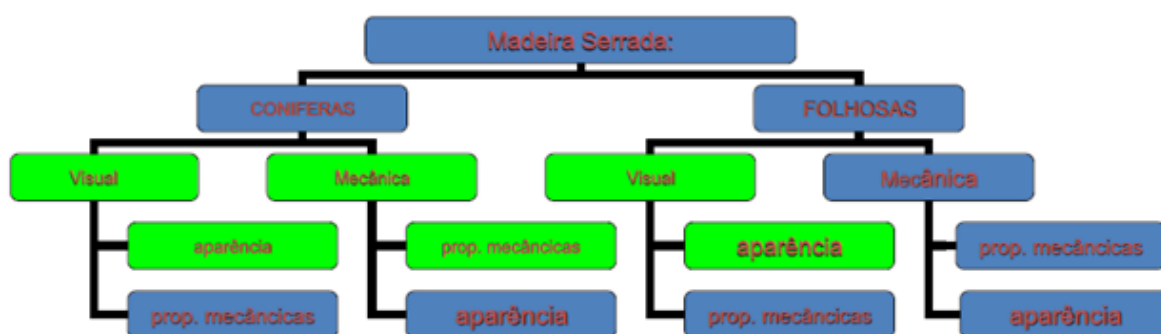 Madeira Serrada:
CONIFERAS
FOLHOSAS
Visual
Mecânica
Visual
Mecânica
aparência
prop. mecâncicas
aparência
prop. mecâncicas
prop. mecâncicas
aparência
prop. mecâncicas
aparência